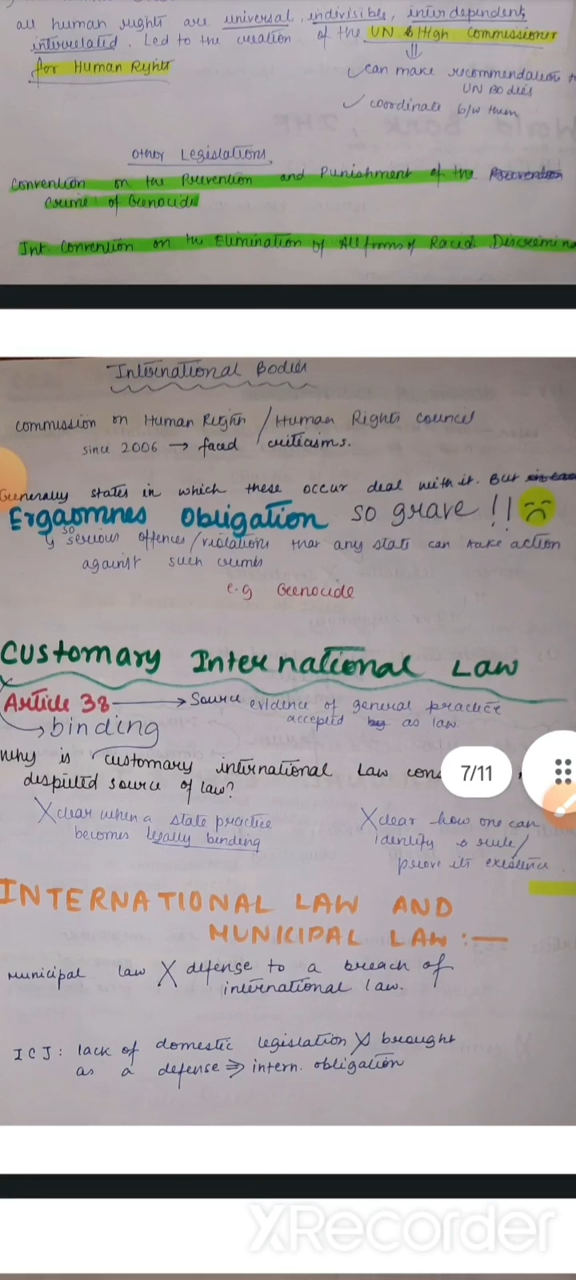 all human rights are universal, indivisible, interdependent,
interrelated. Led to the creation of the UN High Commissioner
for Human Rights
can make recommendation to
UN Bodies
✓ coordinate b/w them
Other Legislations
Convention on the Prevention and Punishment of the
Crime of Genocide
Int. Convention on the Elimination of All forms of Racial Discrimin
International Bodies
Commission on Human Rights / Human Rights Council
since 2006 → faced criticisms.
Generally states in which these occur deal with it. But
Ergaomnes Obligation so grave !!
so serious offences/violations that any state can take action
against such crimes
e.g Genocide
Customary International Law
Article 38 → Source evidence of general practice
accepted as law
binding
Why is customary international Law con
disputed source of law?
7/11
X clear when a state practice
becomes legally binding
X clear how one can
identify a rule/
prove its existence.
INTERNATIONAL LAW AND
MUNICIPAL LAW :—
Municipal law X defense to a breach of
international law.
ICJ: lack of domestic legislation X brought
as a defense ⇒ intern. obligation
XRecorder